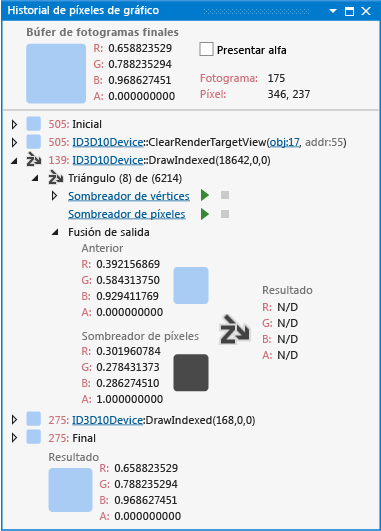 Historial de píxeles de gráfico
Búfer de fotogramas finales
R: 0.658823529
G: 0.788235294
B: 0.968627451
A: 0.000000000
Presentar alfa
Fotograma: 175
Píxel: 346, 237
505: Inicial
505: ID3D10Device::ClearRenderTargetView(obj:17, addr:55)
139: ID3D10Device::DrawIndexed(18642,0,0)
Triángulo (8) de (6214)
Sombreador de vértices
Sombreador de píxeles
Fusión de salida
Anterior
R: 0.392156869
G: 0.584313750
B: 0.929411769
A: 0.000000000
Sombreador de píxeles
R: 0.301960784
G: 0.278431373
B: 0.286274510
A: 1.000000000
Resultado
R: N/D
G: N/D
B: N/D
A: N/D
275: ID3D10Device:DrawIndexed(168,0,0)
275: Final
Resultado
R: 0.658823529
G: 0.788235294
B: 0.968627451
A: 0.000000000